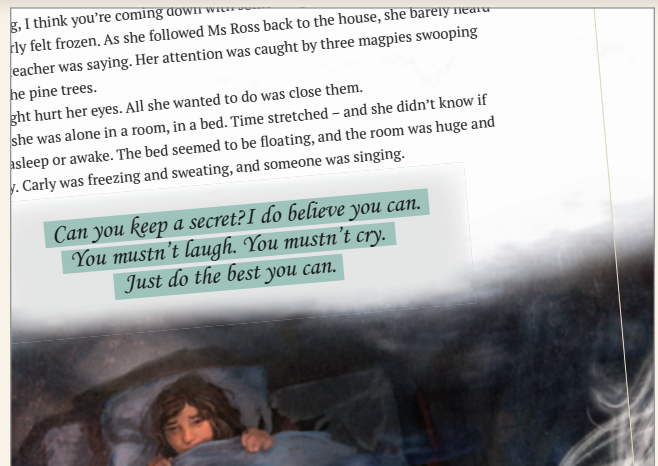 g, I think you're coming down with
rly felt frozen. As she followed Ms Ross back to the house, she barely heard
teacher was saying. Her attention was caught by three magpies swooping
he pine trees.
ght hurt her eyes. All she wanted to do was close them.
she was alone in a room, in a bed. Time stretched – and she didn't know if
asleep or awake. The bed seemed to be floating, and the room was huge and
y. Carly was freezing and sweating, and someone was singing.
Can you keep a secret?I do believe you can.
You mustn't laugh. You mustn't cry.
Just do the best you can.